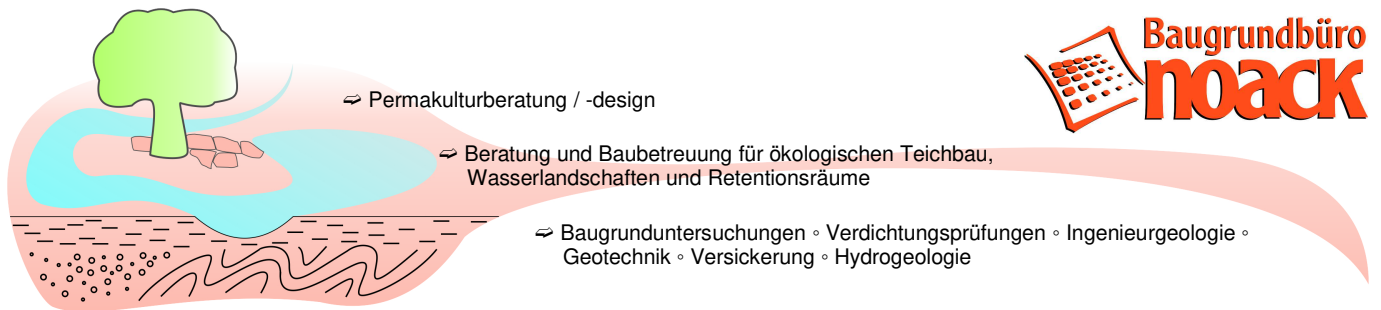 Baugrundbüro
noack
➫ Permakulturberatung / -design
➫ Beratung und Baubetreuung für ökologischen Teichbau,
Wasserlandschaften und Retentionsräume
➫ Baugrunduntersuchungen ◦ Verdichtungsprüfungen ◦ Ingenieurgeologie ◦
Geotechnik ◦ Versickerung ◦ Hydrogeologie